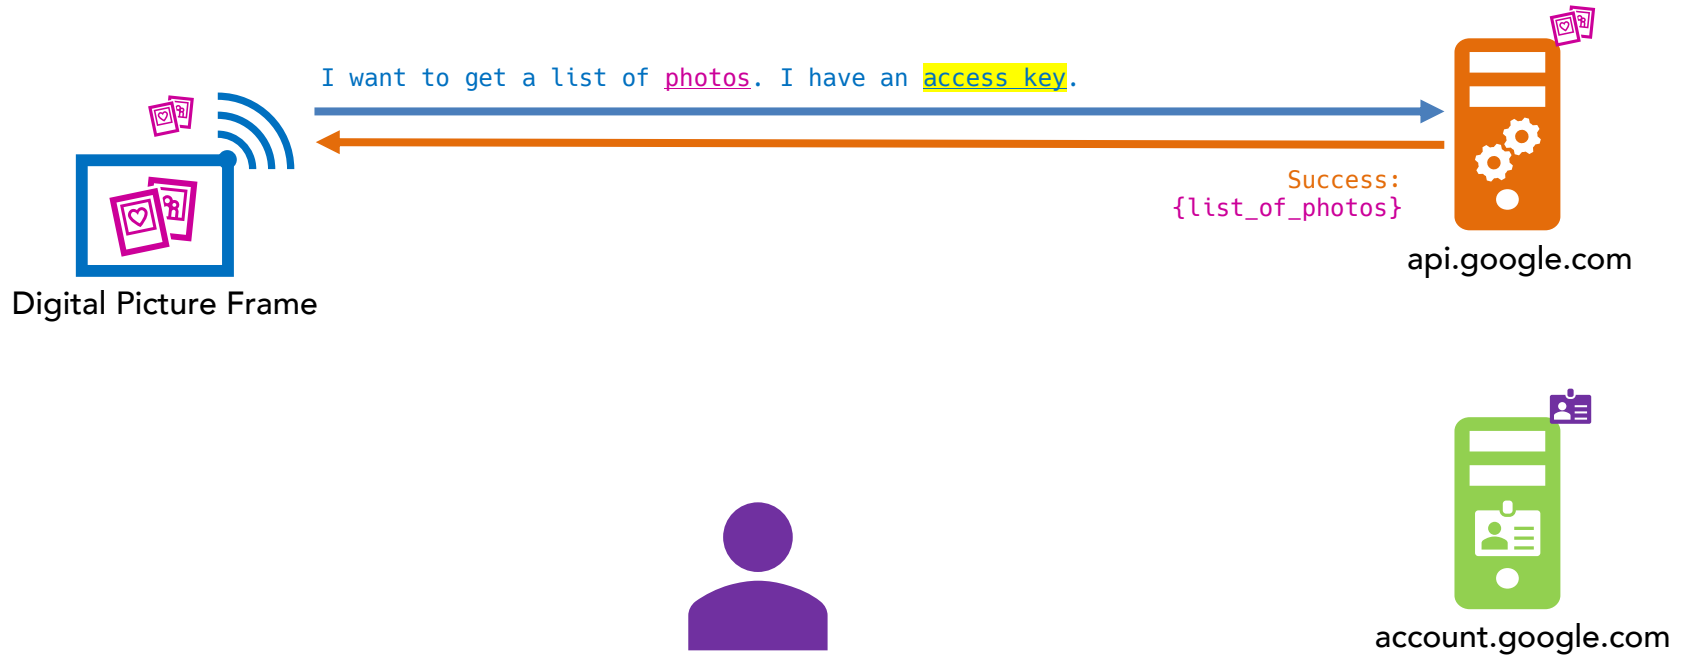 I want to get a list of photos. I have an access key.
Success:
{list_of_photos}
api.google.com
Digital Picture Frame
account.google.com